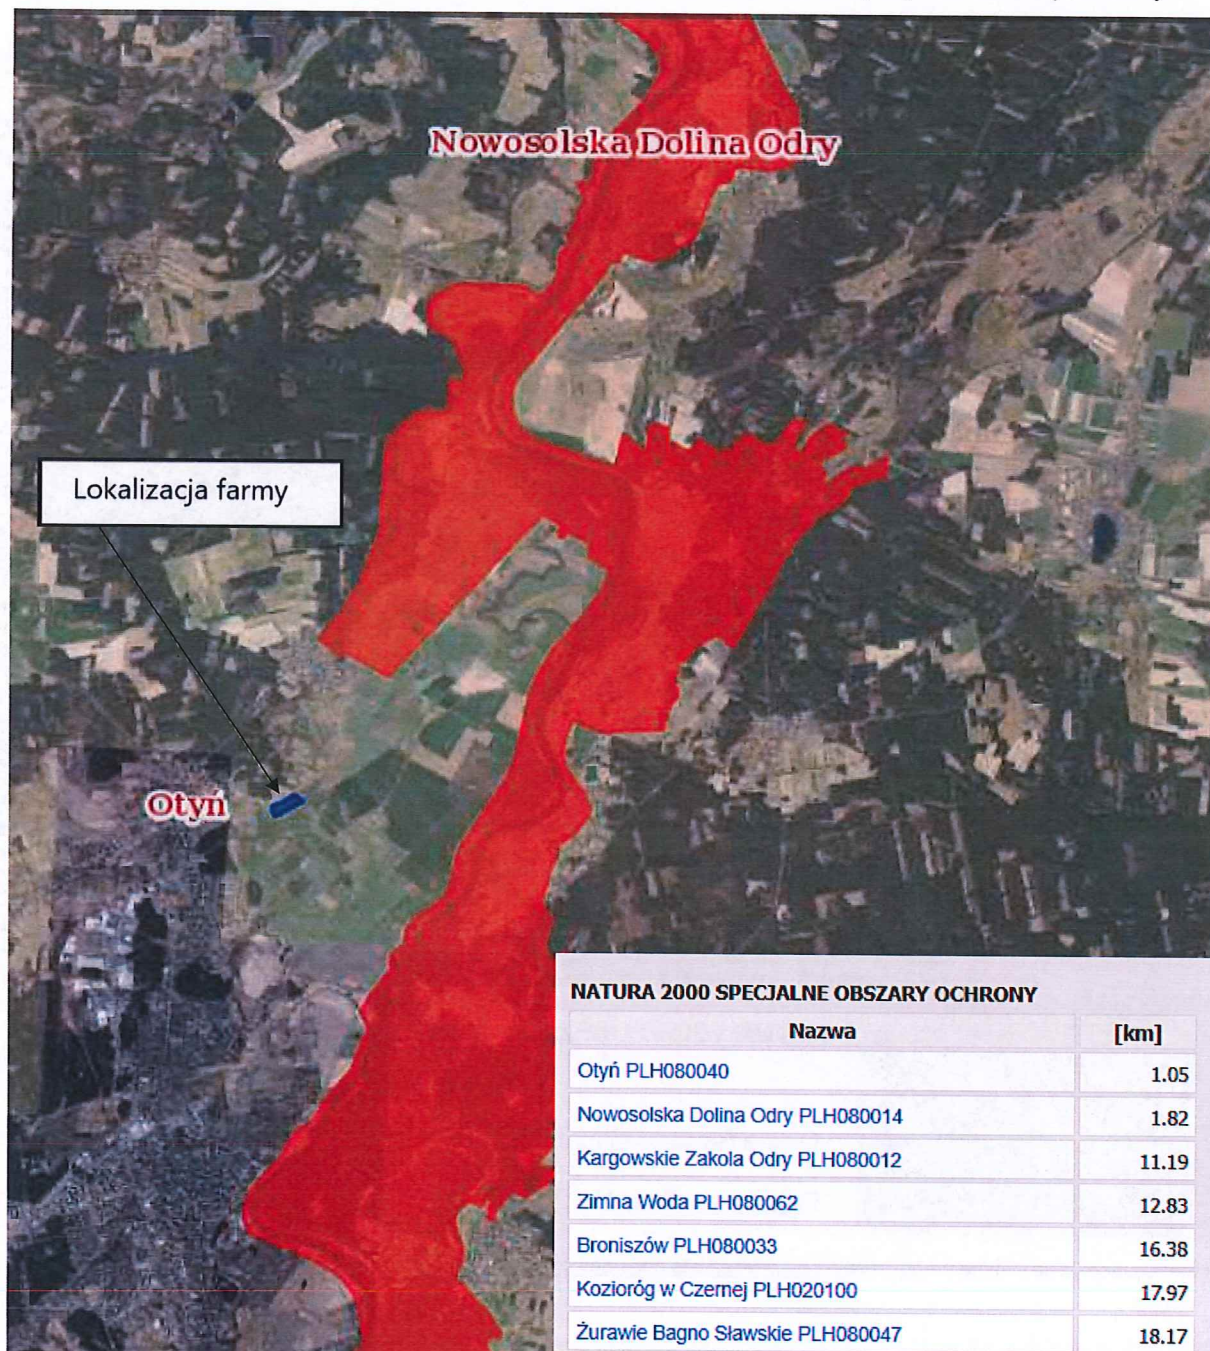 Nowosolska Dolina Odry
Lokalizacja farmy
Otyń
NATURA 2000 SPECJALNE OBSZARY OCHRONY
Nazwa [km]
Otyń PLH080040 1.05
Nowosolska Dolina Odry PLH080014 1.82
Kargowskie Zakola Odry PLH080012 11.19
Zimna Woda PLH080062 12.83
Broniszów PLH080033 16.38
Kozioróg w Czernej PLH020100 17.97
Żurawie Bagno Sławskie PLH080047 18.17